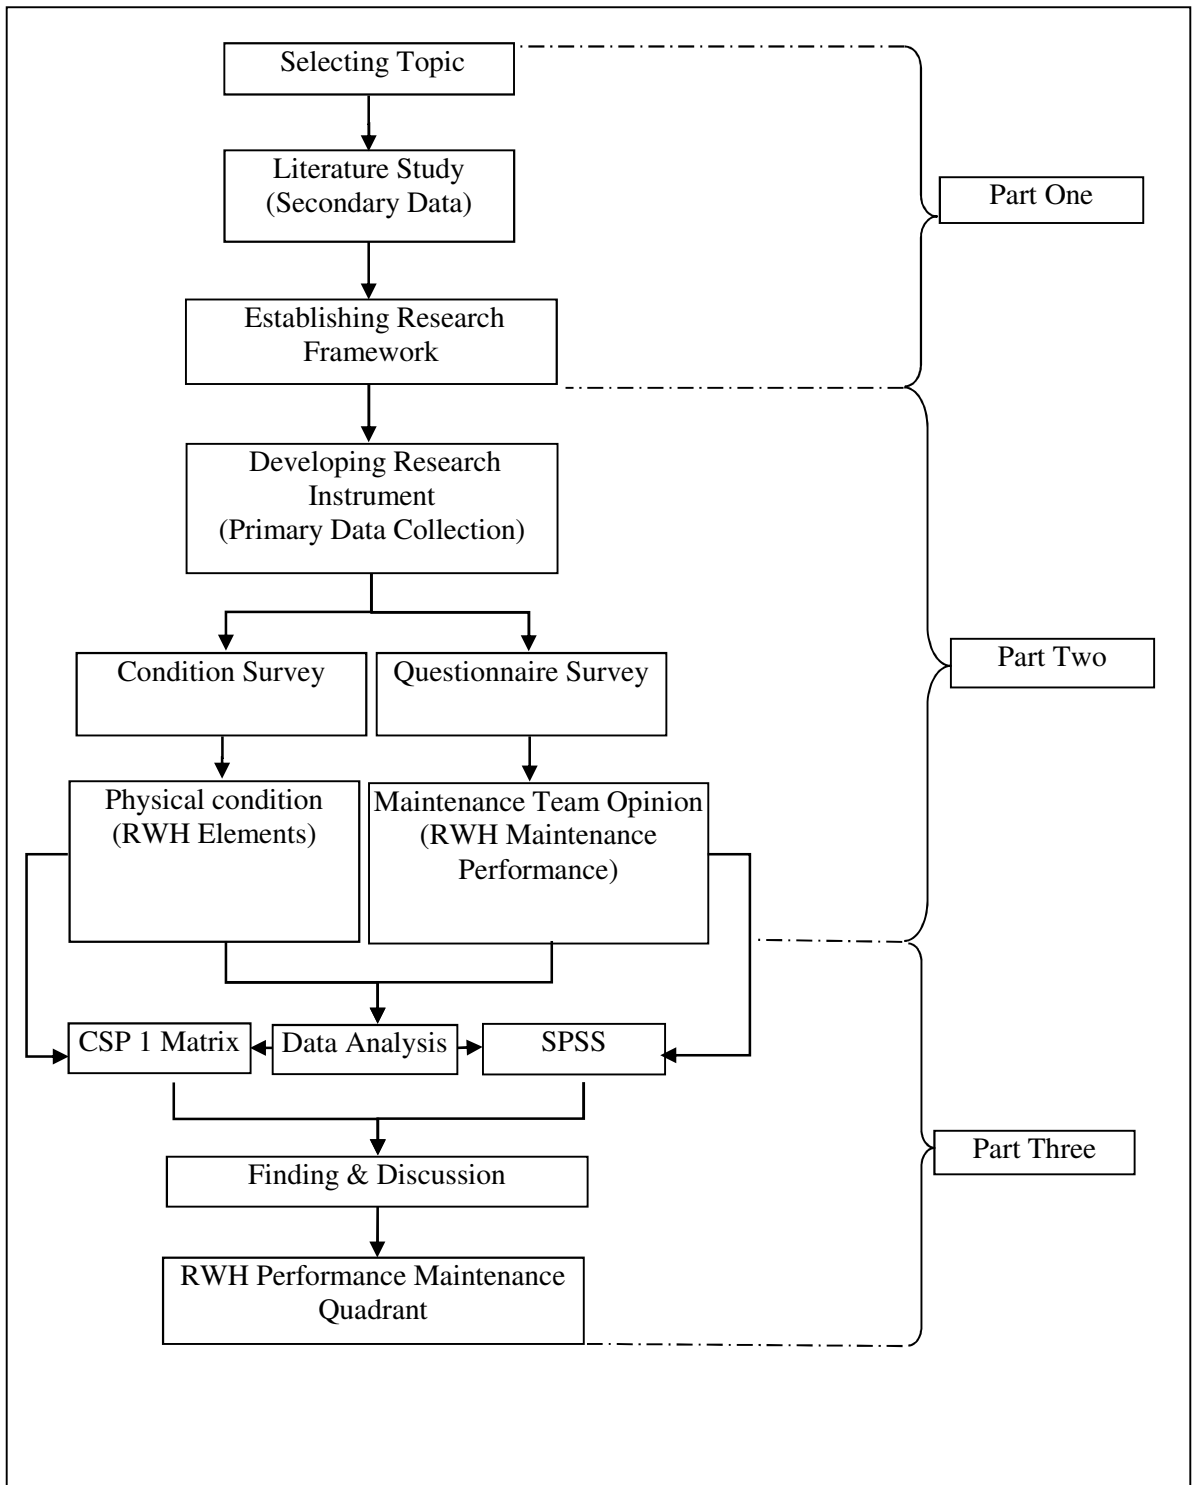 Selecting Topic
Literature Study
(Secondary Data)
Part One
Establishing Research
Framework
Developing Research
Instrument
(Primary Data Collection)
Condition Survey
Questionnaire Survey
Part Two
Physical condition
(RWH Elements)
Maintenance Team Opinion
(RWH Maintenance
Performance)
CSP 1 Matrix
Data Analysis
SPSS
Part Three
Finding & Discussion
RWH Performance Maintenance
Quadrant